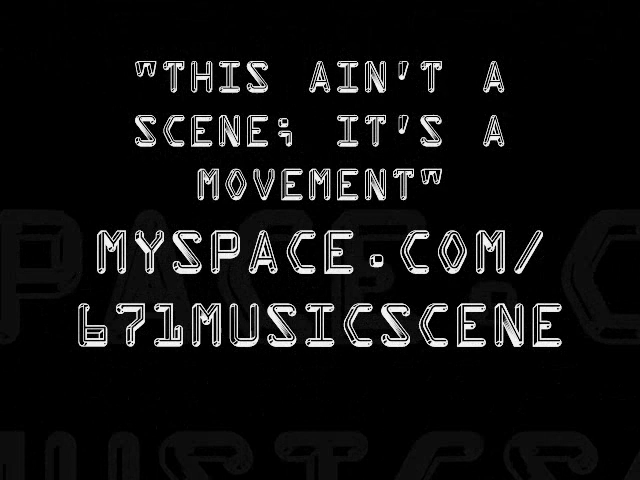 "THIS AIN'T A
SCENE; IT'S A
MOVEMENT"
MYSPACE.COM/
671MUSICSCENE